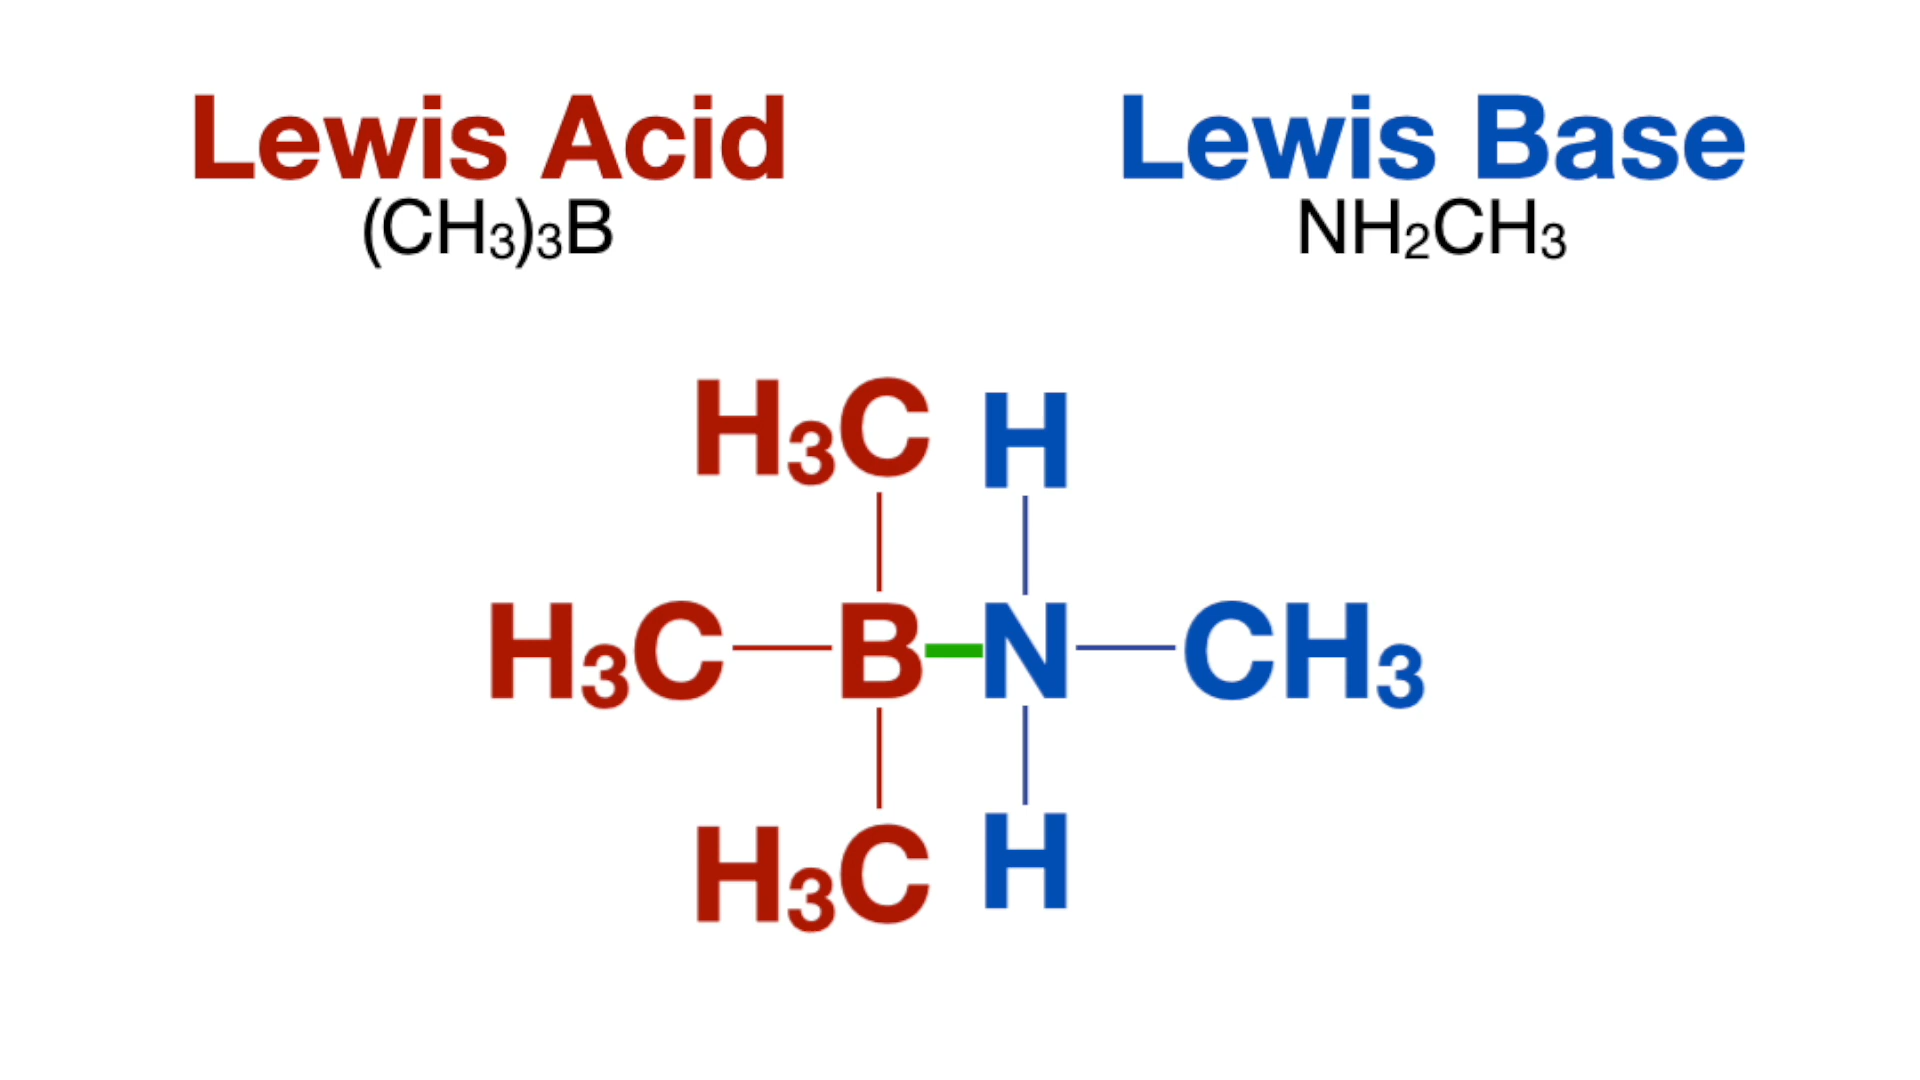 Lewis Acid
(CH₃)₃B
Lewis Base
NH₂CH₃
H₃C H
H₃C B N CH₃
H₃C H